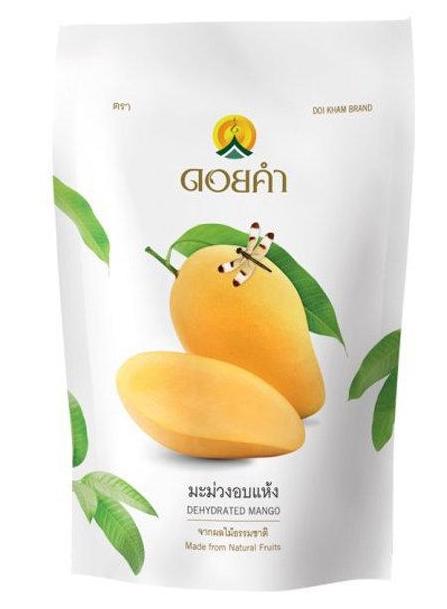 ตรา
DOI KHAM BRAND
ดอยคำ
มะม่วงอบแห้ง
DEHYDRATED MANGO
จากผลไม้ธรรมชาติ
Made from Natural Fruits